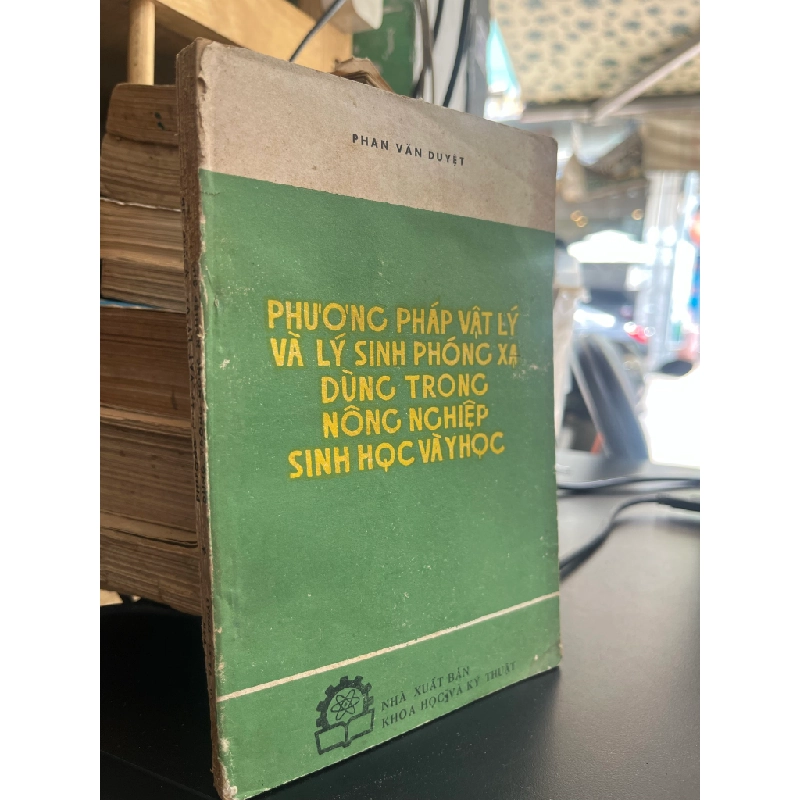 PHAN VĂN DUYỆT
PHƯƠNG PHÁP VẬT LÝ
VÀ LÝ SINH PHÓNG XẠ
DÙNG TRONG
NÔNG NGHIỆP
SINH HỌC VÀ Y HỌC
NHÀ XUẤT BẢN
KHOA HỌC VÀ KỸ THUẬT